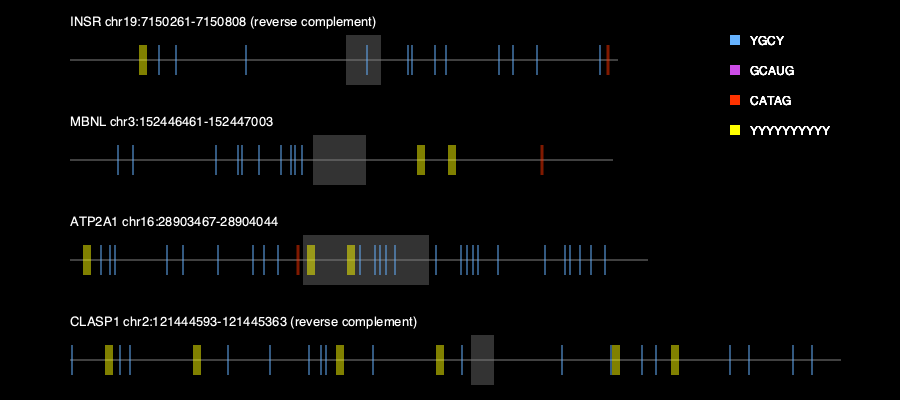 INSR chr19:7150261-7150808 (reverse complement)
YGCY
GCAUG
CATAG
MBNL chr3:152446461-152447003
YYYYYYYYYY
ATP2A1 chr16:28903467-28904044
CLASP1 chr2:121444593-121445363 (reverse complement)